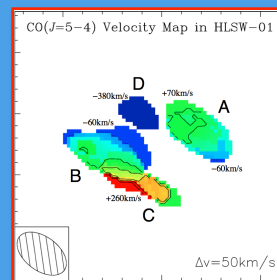 CO(J=5-4) Velocity Map in HLSW-01
D
-380km/s
+70km/s
A
-60km/s
-60km/s
B
+260km/s
C
Δv=50km/s